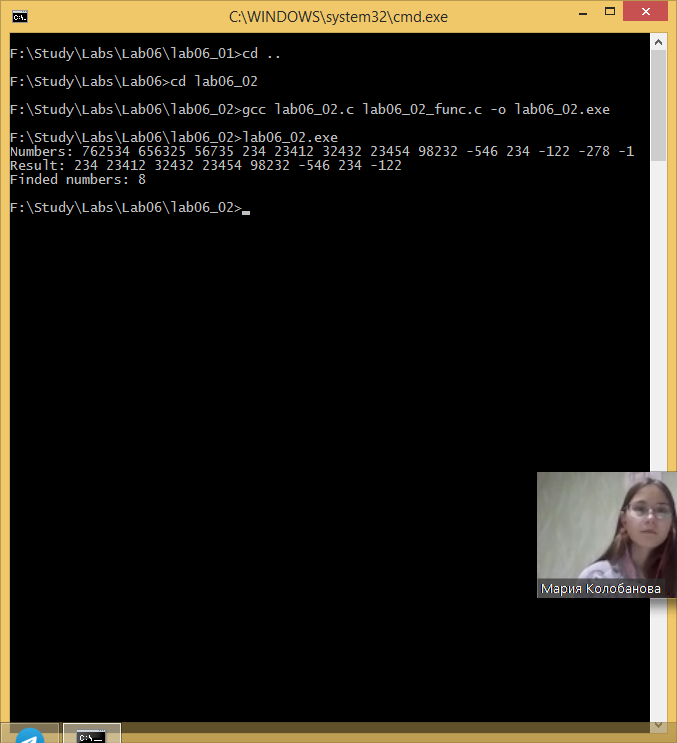 C:\WINDOWS\system32\cmd.exe
F:\Study\Labs\Lab06\lab06_01>cd ..
F:\Study\Labs\Lab06>cd lab06_02
F:\Study\Labs\Lab06\lab06_02>gcc lab06_02.c lab06_02_func.c -o lab06_02.exe
F:\Study\Labs\Lab06\lab06_02>lab06_02.exe
Numbers: 762534 656325 56735 234 23412 32432 23454 98232 -546 234 -122 -278 -1
Result: 234 23412 32432 23454 98232 -546 234 -122
Finded numbers: 8
F:\Study\Labs\Lab06\lab06_02>
Мария Колобанова
C:\